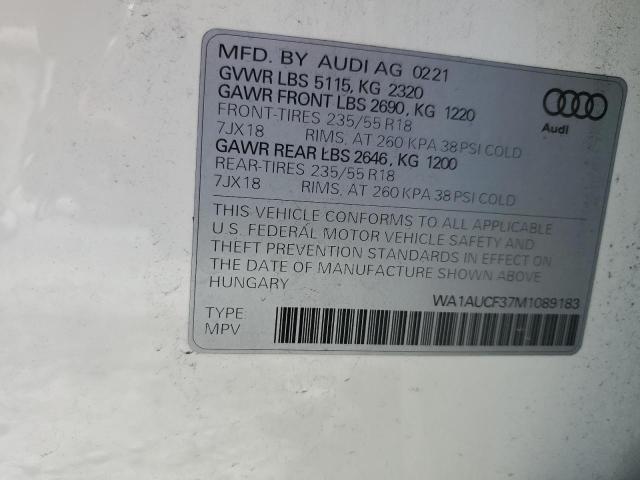 MFD. BY AUDI AG 0221
GVWR LBS 5115, KG 2320
GAWR FRONT LBS 2690, KG 1220
FRONT-TIRES 235/55 R18
7JX18 RIMS, AT 260 KPA 38 PSI COLD
GAWR REAR LBS 2646, KG 1200
REAR-TIRES 235/55 R18
7JX18 RIMS, AT 260 KPA 38 PSI COLD
Audi
THIS VEHICLE CONFORMS TO ALL APPLICABLE
U.S. FEDERAL MOTOR VEHICLE SAFETY AND
THEFT PREVENTION STANDARDS IN EFFECT ON
THE DATE OF MANUFACTURE SHOWN ABOVE
HUNGARY
WA1AUCF37M1089183
TYPE:
MPV